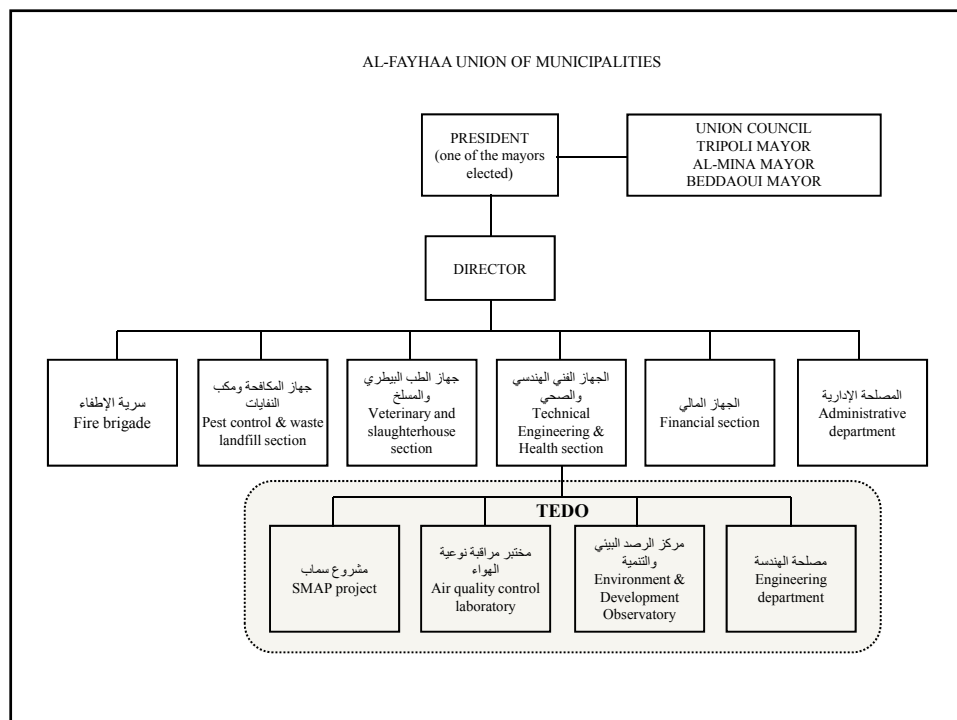 AL-FAYHAA UNION OF MUNICIPALITIES
PRESIDENT
(one of the mayors
elected)
UNION COUNCIL
TRIPOLI MAYOR
AL-MINA MAYOR
BEDDAOUI MAYOR
DIRECTOR
سرية الإطفاء
Fire brigade
جهاز المكافحة ومكب
النفايات
Pest control & waste
landfill section
جهاز الطب البيطري
والمسلخ
Veterinary and
slaughterhouse
section
الجهاز الفني الهندسي
والصحي
Technical
Engineering &
Health section
الجهاز المالي
Financial section
المصلحة الإدارية
Administrative
department
TEDO
مشروع سماب
SMAP project
مختبر مراقبة نوعية
الهواء
Air quality control
laboratory
مركز الرصد البيئي
والتنمية
Environment &
Development
Observatory
مصلحة الهندسة
Engineering
department